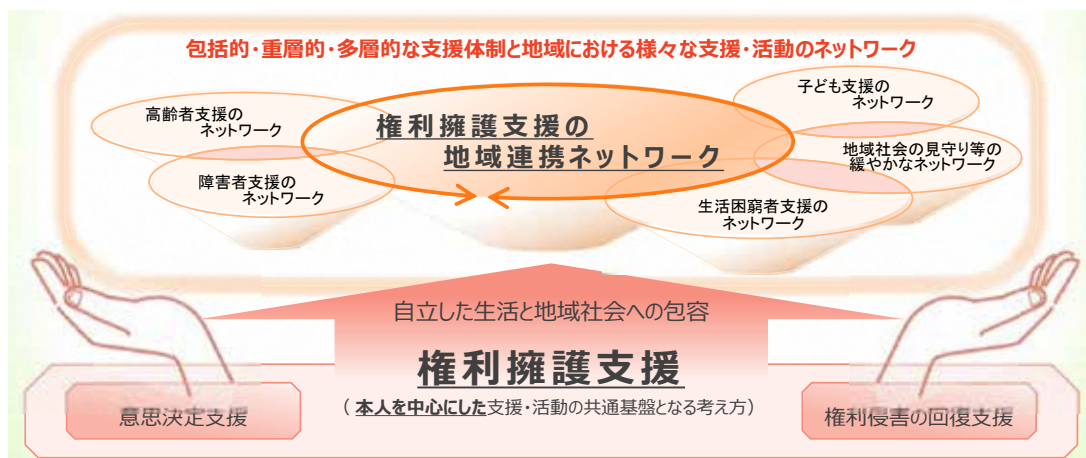 包括的・重層的・多層的な支援体制と地域における様々な支援・活動のネットワーク
高齢者支援の
ネットワーク
障害者支援の
ネットワーク
権利擁護支援の
地域連携ネットワーク
子ども支援の
ネットワーク
地域社会の見守り等の
緩やかなネットワーク
生活困窮者支援の
ネットワーク
自立した生活と地域社会への包容
権利擁護支援
（本人を中心にした支援・活動の共通基盤となる考え方）
意思決定支援
権利侵害の回復支援